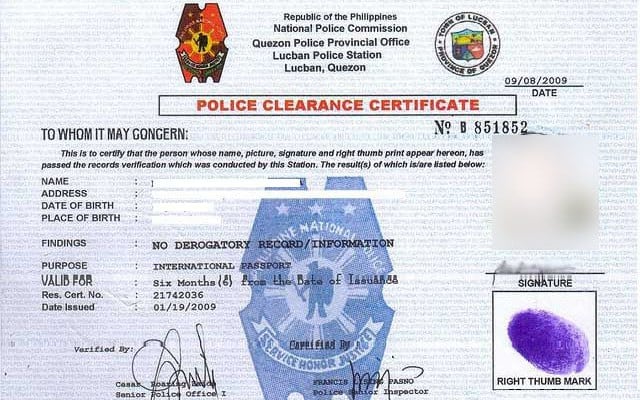 Republic of the Philippines
National Police Commission
Quezon Police Provincial Office
Lucban Police Station
Lucban, Quezon
TOWN OF LUCBAN
PROVINCE OF QUEZON
09/08/2009
DATE
POLICE CLEARANCE CERTIFICATE
No B 851852
TO WHOM IT MAY CONCERN:
This is to certify that the person whose name, picture, signature and right thumb print appear hereon, has
passed the records verification which was conducted by this Station. The result(s) of which is/are listed below:
NAME :
ADDRESS :
DATE OF BIRTH :
PLACE OF BIRTH :
FINDINGS : NO DEROGATORY RECORD/INFORMATION
PURPOSE : INTERNATIONAL PASSPORT
VALID FOR : Six Months(6) from the Date of Issuance
Res. Cert. No. : 21742036
Date Issued : 01/19/2009
SIGNATURE
RIGHT THUMB MARK
SERVICE HONOR JUSTICE
Verified By:
Certified By
Cesar
Senior Police Office I
FRANCIS PASNO
Police Senior Inspector